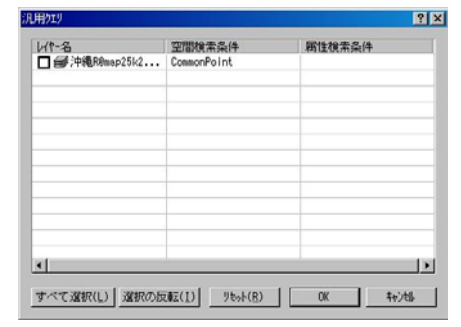 汎用ｸｴﾘ
ﾚｲﾔｰ名 空間検索条件 属性検索条件
沖縄R0map25k2... CommonPoint
すべて選択(L) 選択の反転(I) ﾘｾｯﾄ(R) OK ｷｬﾝｾﾙ